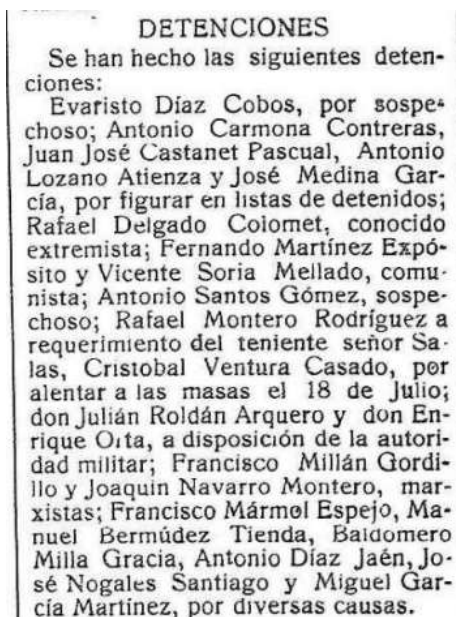 DETENCIONES
Se han hecho las siguientes deten-
ciones:
Evaristo Díaz Cobos, por sospe-
choso; Antonio Carmona Contreras,
Juan José Castanet Pascual, Antonio
Lozano Atienza y José Medina Gar-
cía, por figurar en listas de detenidos;
Rafael Delgado Colomet, conocido
extremista; Fernando Martínez Expó-
sito y Vicente Soria Mellado, comu-
nista; Antonio Santos Gómez, sospe-
choso; Rafael Montero Rodríguez a
requerimiento del teniente señor Sa-
las, Cristobal Ventura Casado, por
alentar a las masas el 18 de Julio;
don Julián Roldán Arquero y don En-
rique Orta, a disposición de la autori-
dad militar; Francisco Millán Gordi-
llo y Joaquin Navarro Montero, mar-
xistas; Francisco Mármol Espejo, Ma-
nuel Bermúdez Tienda, Baldomero
Milla Gracia, Antonio Díaz Jaén, Jo-
sé Nogales Santiago y Miguel Gar-
cía Martínez, por diversas causas.